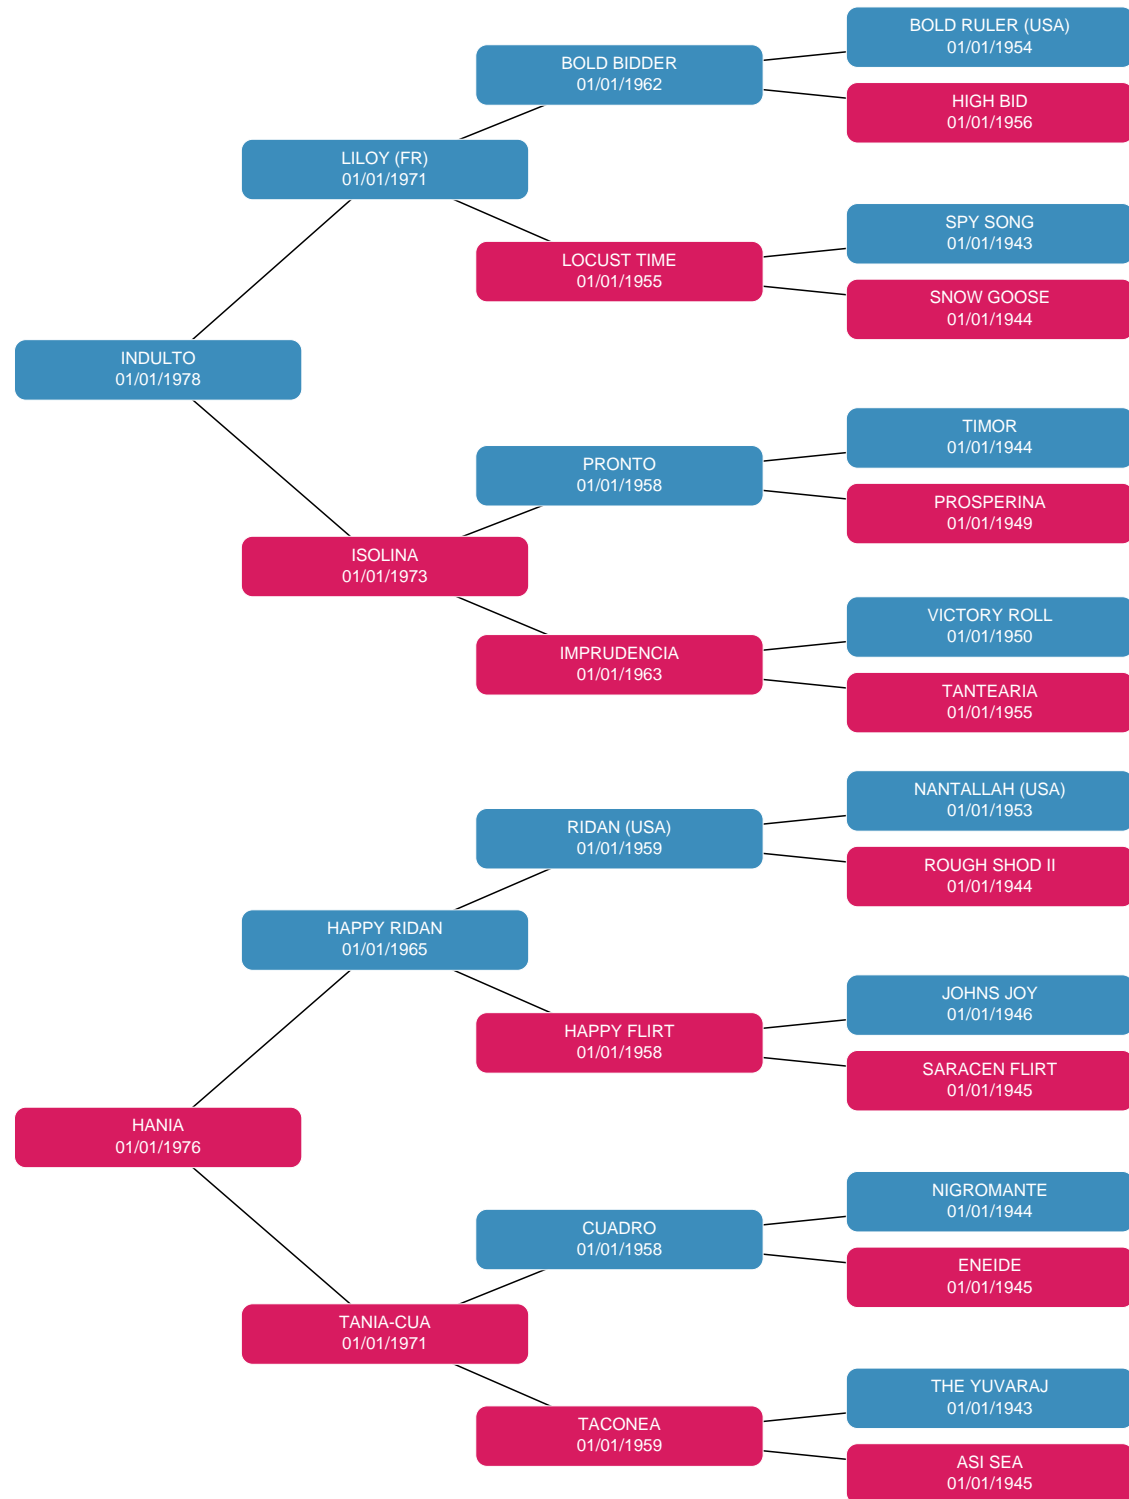 BOLD RULER (USA)
01/01/1954
BOLD BIDDER
01/01/1962
HIGH BID
01/01/1956
LILOY (FR)
01/01/1971
SPY SONG
01/01/1943
LOCUST TIME
01/01/1955
SNOW GOOSE
01/01/1944
INDULTO
01/01/1978
TIMOR
01/01/1944
PRONTO
01/01/1958
PROSPERINA
01/01/1949
ISOLINA
01/01/1973
VICTORY ROLL
01/01/1950
IMPRUDENCIA
01/01/1963
TANTEARIA
01/01/1955
NANTALLAH (USA)
01/01/1953
RIDAN (USA)
01/01/1959
ROUGH SHOD II
01/01/1944
HAPPY RIDAN
01/01/1965
JOHNS JOY
01/01/1946
HAPPY FLIRT
01/01/1958
SARACEN FLIRT
01/01/1945
HANIA
01/01/1976
NIGROMANTE
01/01/1944
CUADRO
01/01/1958
ENEIDE
01/01/1945
TANIA-CUA
01/01/1971
THE YUVARAJ
01/01/1943
TACONEA
01/01/1959
ASI SEA
01/01/1945